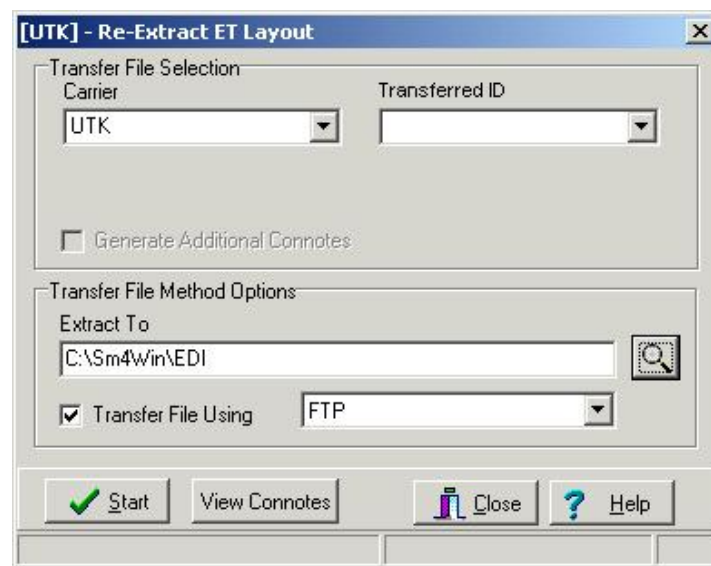 [UTK] - Re-Extract ET Layout
Transfer File Selection
Carrier
Transferred ID
UTK
Generate Additional Connotes
Transfer File Method Options
Extract To
C:\Sm4Win\EDI
Transfer File Using
FTP
Start
View Connotes
Close
Help